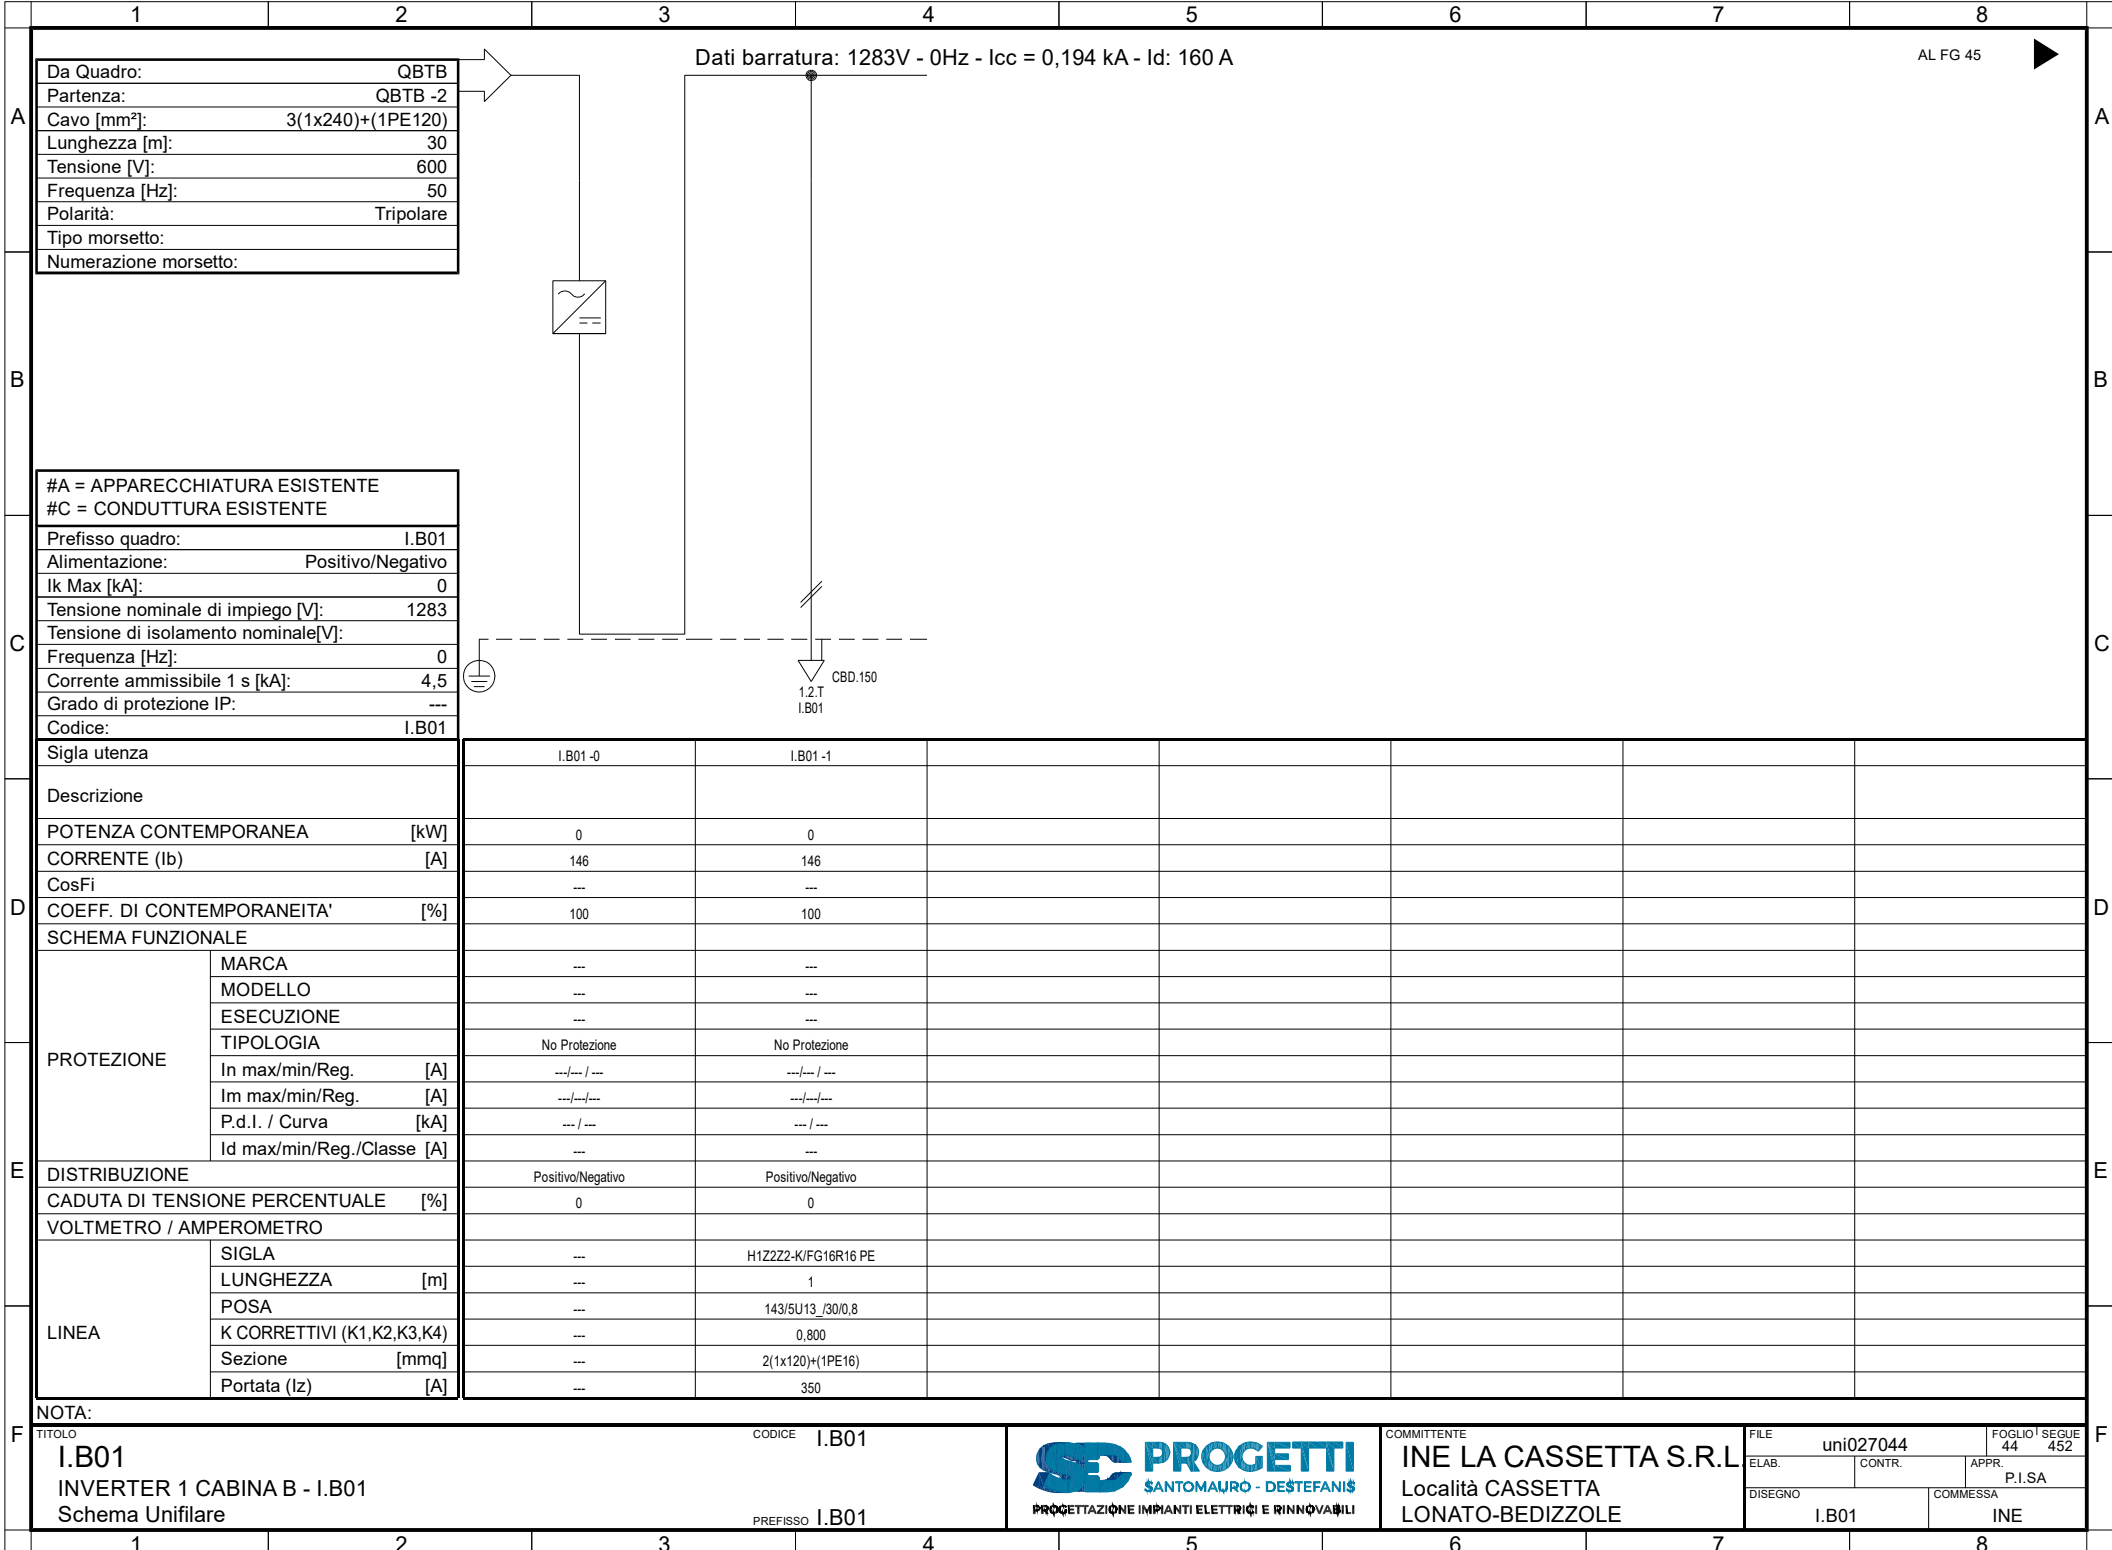 1 2 3 4 5 6 7 8
Dati barratura: 1283V - 0Hz - Icc = 0,194 kA - Id: 160 A
AL FG 45
A A
B B
C C
D D
E E
F F
Da Quadro: QBTB
Partenza: QBTB -2
Cavo [mm²]: 3(1x240)+(1PE120)
Lunghezza [m]: 30
Tensione [V]: 600
Frequenza [Hz]: 50
Polarità: Tripolare
Tipo morsetto:
Numerazione morsetto:
#A = APPARECCHIATURA ESISTENTE
#C = CONDUTTURA ESISTENTE
Prefisso quadro: I.B01
Alimentazione: Positivo/Negativo
Ik Max [kA]: 0
Tensione nominale di impiego [V]: 1283
Tensione di isolamento nominale[V]:
Frequenza [Hz]: 0
Corrente ammissibile 1 s [kA]: 4,5
Grado di protezione IP: ---
Codice: I.B01
CBD.150
1.2.T
I.B01
Sigla utenza I.B01 -0 I.B01 -1
Descrizione
POTENZA CONTEMPORANEA [kW] 0 0
CORRENTE (Ib) [A] 146 146
CosFi --- ---
COEFF. DI CONTEMPORANEITA' [%] 100 100
SCHEMA FUNZIONALE
PROTEZIONE
MARCA --- ---
MODELLO --- ---
ESECUZIONE --- ---
TIPOLOGIA No Protezione No Protezione
In max/min/Reg. [A] ---/--- / --- ---/--- / ---
Im max/min/Reg. [A] ---/---/--- ---/---/---
P.d.I. / Curva [kA] --- / --- --- / ---
Id max/min/Reg./Classe [A] --- ---
DISTRIBUZIONE Positivo/Negativo Positivo/Negativo
CADUTA DI TENSIONE PERCENTUALE [%] 0 0
VOLTMETRO / AMPEROMETRO
LINEA
SIGLA --- H1Z2Z2-K/FG16R16 PE
LUNGHEZZA [m] --- 1
POSA --- 143/5U13_/30/0,8
K CORRETTIVI (K1,K2,K3,K4) --- 0,800
Sezione [mmq] --- 2(1x120)+(1PE16)
Portata (Iz) [A] --- 350
NOTA:
TITOLO
I.B01
INVERTER 1 CABINA B - I.B01
Schema Unifilare
CODICE I.B01
PREFISSO I.B01
PROGETTI
SANTOMAURO - DESTEFANIS
PROGETTAZIONE IMPIANTI ELETTRICI E RINNOVABILI
COMMITTENTE
INE LA CASSETTA S.R.L.
Località CASSETTA
LONATO-BEDIZZOLE
FILE uni027044
FOGLIO 44 SEGUE 452
ELAB. CONTR. APPR. P.I.SA
DISEGNO I.B01
COMMESSA INE
1 2 3 4 5 6 7 8